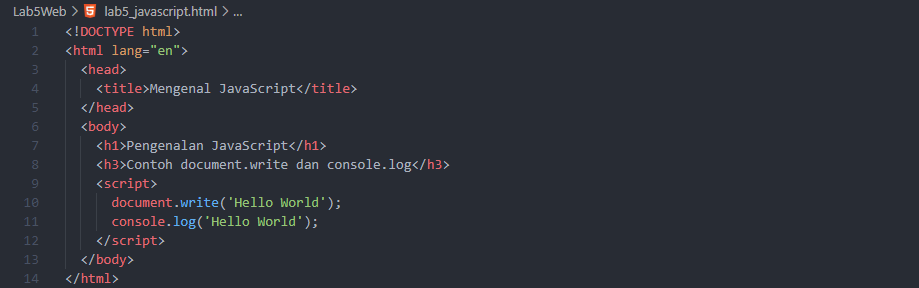 Lab5Web > lab5_javascript.html > ...
1 <!DOCTYPE html>
2 <html lang="en">
3 <head>
4 <title>Mengenal JavaScript</title>
5 </head>
6 <body>
7 <h1>Pengenalan JavaScript</h1>
8 <h3>Contoh document.write dan console.log</h3>
9 <script>
10 document.write('Hello World');
11 console.log('Hello World');
12 </script>
13 </body>
14 </html>